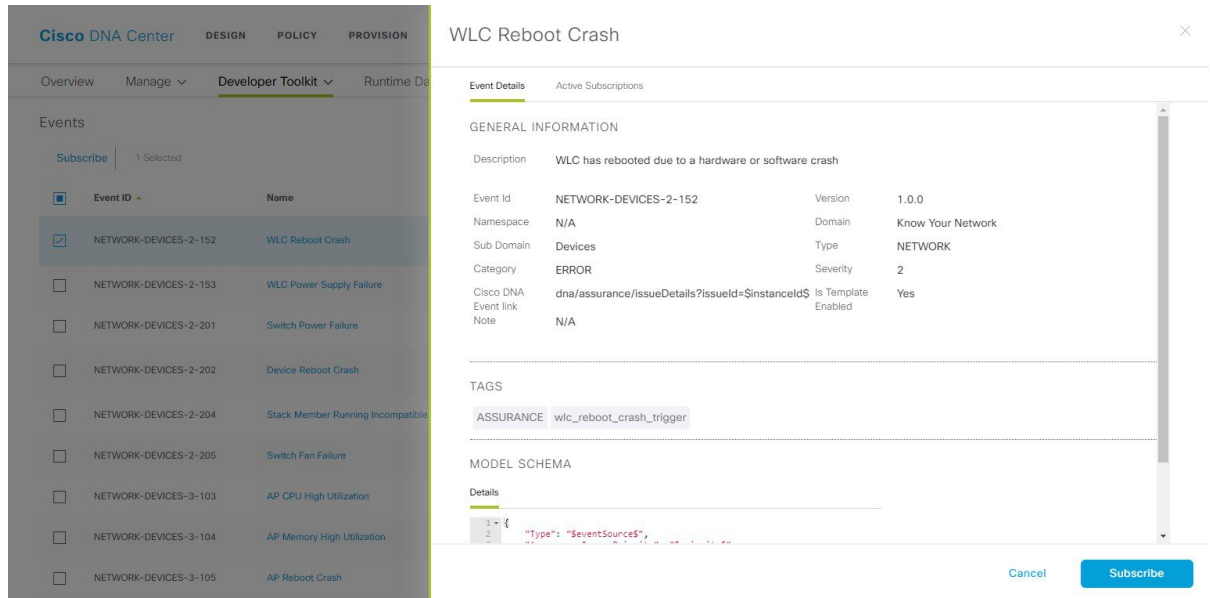 Cisco DNA Center DESIGN POLICY PROVISION
Overview Manage Developer Toolkit Runtime Da
Events
Subscribe 1 Selected
Event ID Name
NETWORK-DEVICES-2-152 WLC Reboot Crash
NETWORK-DEVICES-2-153 WLC Power Supply Failure
NETWORK-DEVICES-2-201 Switch Power Failure
NETWORK-DEVICES-2-202 Device Reboot Crash
NETWORK-DEVICES-2-204 Stack Member Running Incompatible
NETWORK-DEVICES-2-205 Switch Fan Failure
NETWORK-DEVICES-3-103 AP CPU High Utilization
NETWORK-DEVICES-3-104 AP Memory High Utilization
NETWORK-DEVICES-3-105 AP Reboot Crash
WLC Reboot Crash
Event Details Active Subscriptions
GENERAL INFORMATION
Description WLC has rebooted due to a hardware or software crash
Event Id NETWORK-DEVICES-2-152 Version 1.0.0
Namespace N/A Domain Know Your Network
Sub Domain Devices Type NETWORK
Category ERROR Severity 2
Cisco DNA dna/assurance/issueDetails?issueId=$instanceId$ Is Template Yes
Event link Enabled
Note N/A
TAGS
ASSURANCE wlc_reboot_crash_trigger
MODEL SCHEMA
Details
1 {
2 "Type": "$eventSource$",
Cancel Subscribe